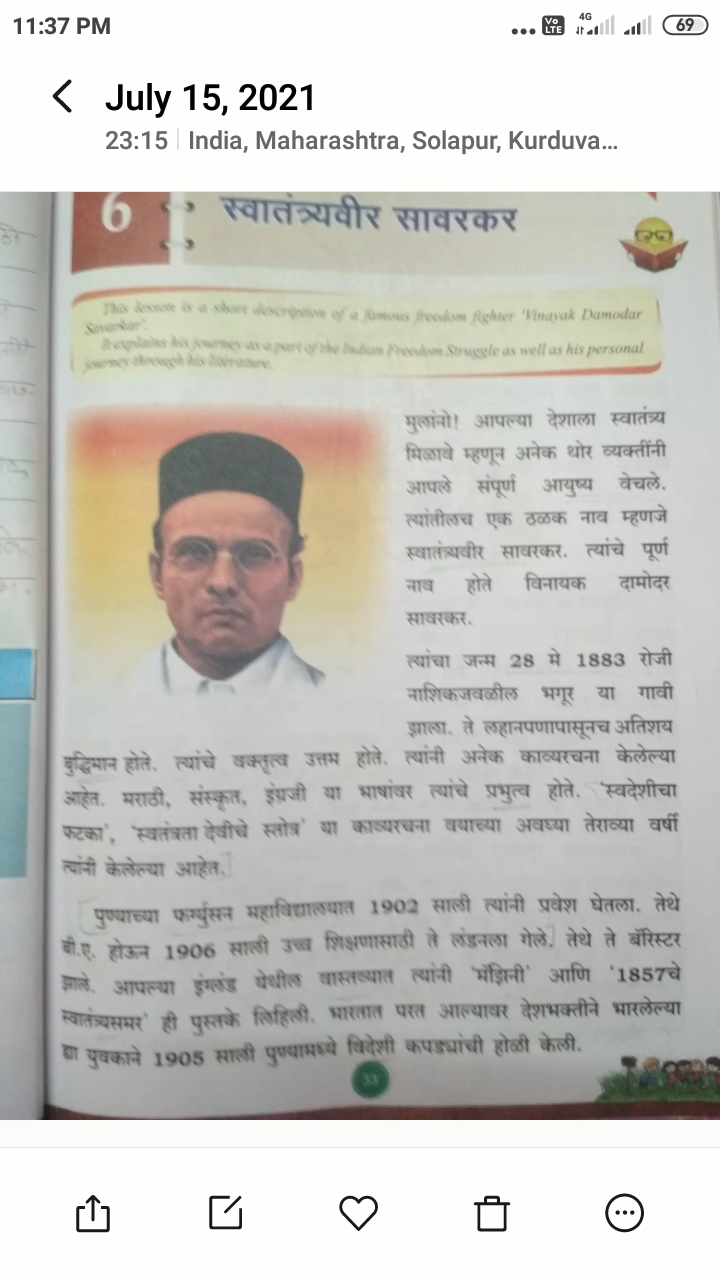 11:37 PM
VoLTE 4G 69
July 15, 2021
23:15 India, Maharashtra, Solapur, Kurduva...
6 स्वातंत्र्यवीर सावरकर
This lesson is a short description of a famous freedom fighter 'Vinayak Damodar
Savarkar'.
It explains his journey as a part of the Indian Freedom Struggle as well as his personal
journey through his literature.
मुलांनो! आपल्या देशाला स्वातंत्र्य
मिळावे म्हणून अनेक थोर व्यक्तींनी
आपले संपूर्ण आयुष्य वेचले.
त्यांतीलच एक ठळक नाव म्हणजे
स्वातंत्र्यवीर सावरकर. त्यांचे पूर्ण
नाव होते विनायक दामोदर
सावरकर.
त्यांचा जन्म 28 मे 1883 रोजी
नाशिकजवळील भगूर या गावी
झाला. ते लहानपणापासूनच अतिशय
बुद्धिमान होते. त्यांचे वक्तृत्व उत्तम होते. त्यांनी अनेक काव्यरचना केलेल्या
आहेत. मराठी, संस्कृत, इंग्रजी या भाषांवर त्यांचे प्रभुत्व होते. 'स्वदेशीचा
फटका', 'स्वतंत्रता देवीचे स्तोत्र' या काव्यरचना वयाच्या अवघ्या तेराव्या वर्षी
त्यांनी केलेल्या आहेत.
पुण्याच्या फर्ग्युसन महाविद्यालयात 1902 साली त्यांनी प्रवेश घेतला. तेथे
बी.ए. होऊन 1906 साली उच्च शिक्षणासाठी ते लंडनला गेले. तेथे ते बॅरिस्टर
झाले. आपल्या इंग्लंड येथील वास्तव्यात त्यांनी 'मॅझिनी' आणि '1857चे
स्वातंत्र्यसमर' ही पुस्तके लिहिली. भारतात परत आल्यावर देशभक्तीने भारलेल्या
ह्या युवकाने 1905 साली पुण्यामध्ये विदेशी कपड्यांची होळी केली.
33